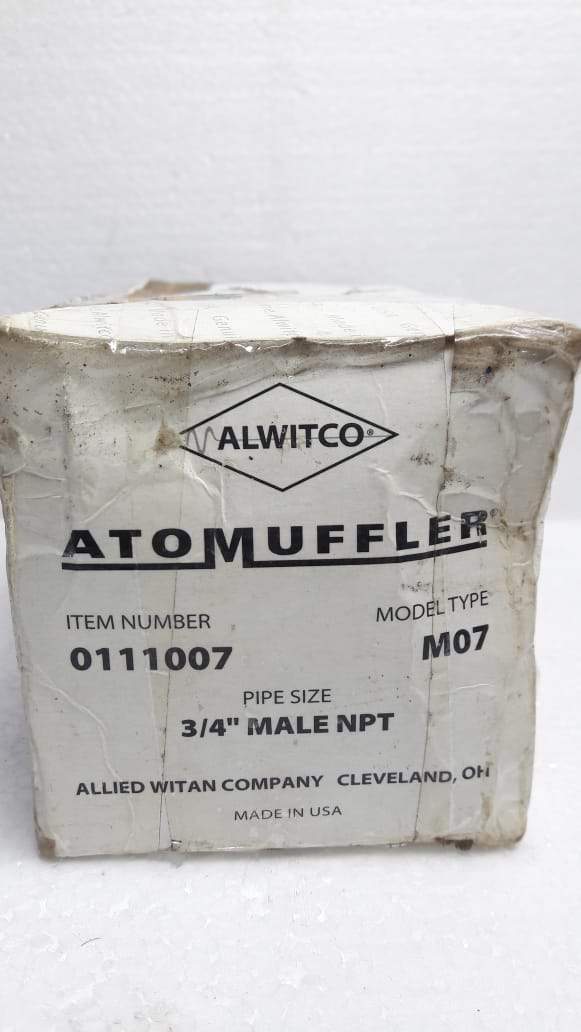 ALWITCO®
ATOMUFFLER®
ITEM NUMBER
0111007
MODEL TYPE
M07
PIPE SIZE
3/4" MALE NPT
ALLIED WITAN COMPANY CLEVELAND, OH
MADE IN USA